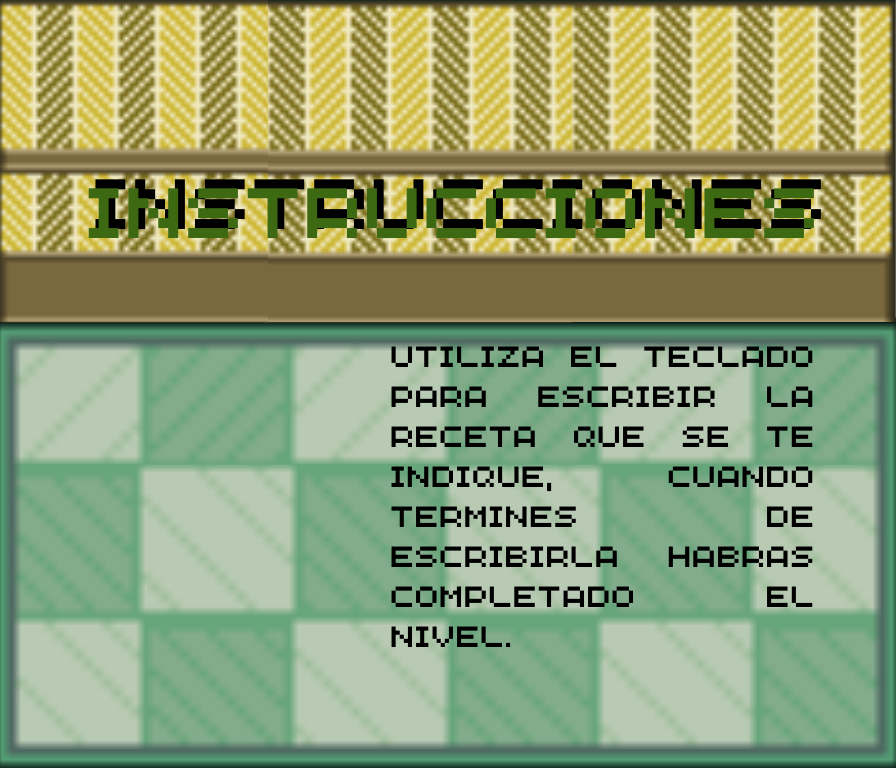 INSTRUCCIONES
UTILIZA EL TECLADO
PARA ESCRIBIR LA
RECETA QUE SE TE
INDIQUE, CUANDO
TERMINES DE
ESCRIBIRLA HABRAS
COMPLETADO EL
NIVEL.